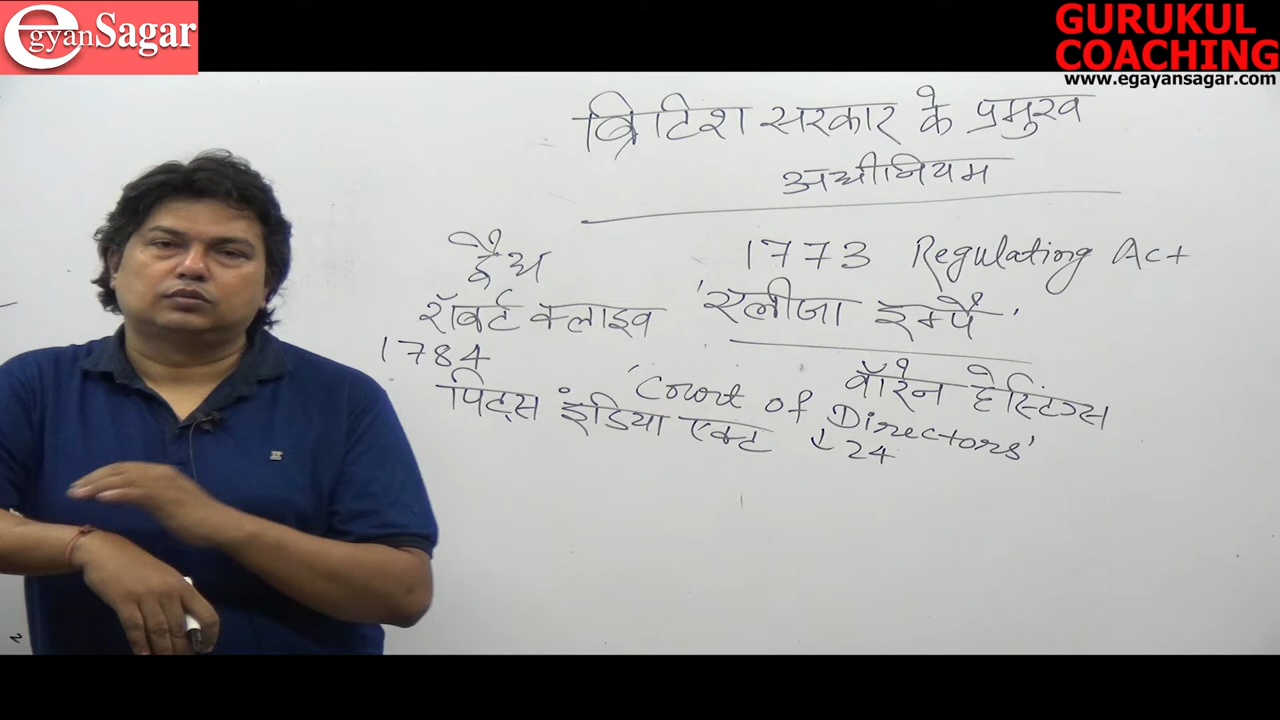 egyanSagar
GURUKUL
COACHING
www.egayansagar.com
ब्रिटिश सरकार के प्रमुख
अधीनियम
1773 Regulating Act
द्वैध
'एलीजा इम्पै'
रॉबर्ट क्लाइव
वॉरेन हेस्टिंग्स
1784
पिट्स इंडिया एक्ट
'Court of Directors'
24